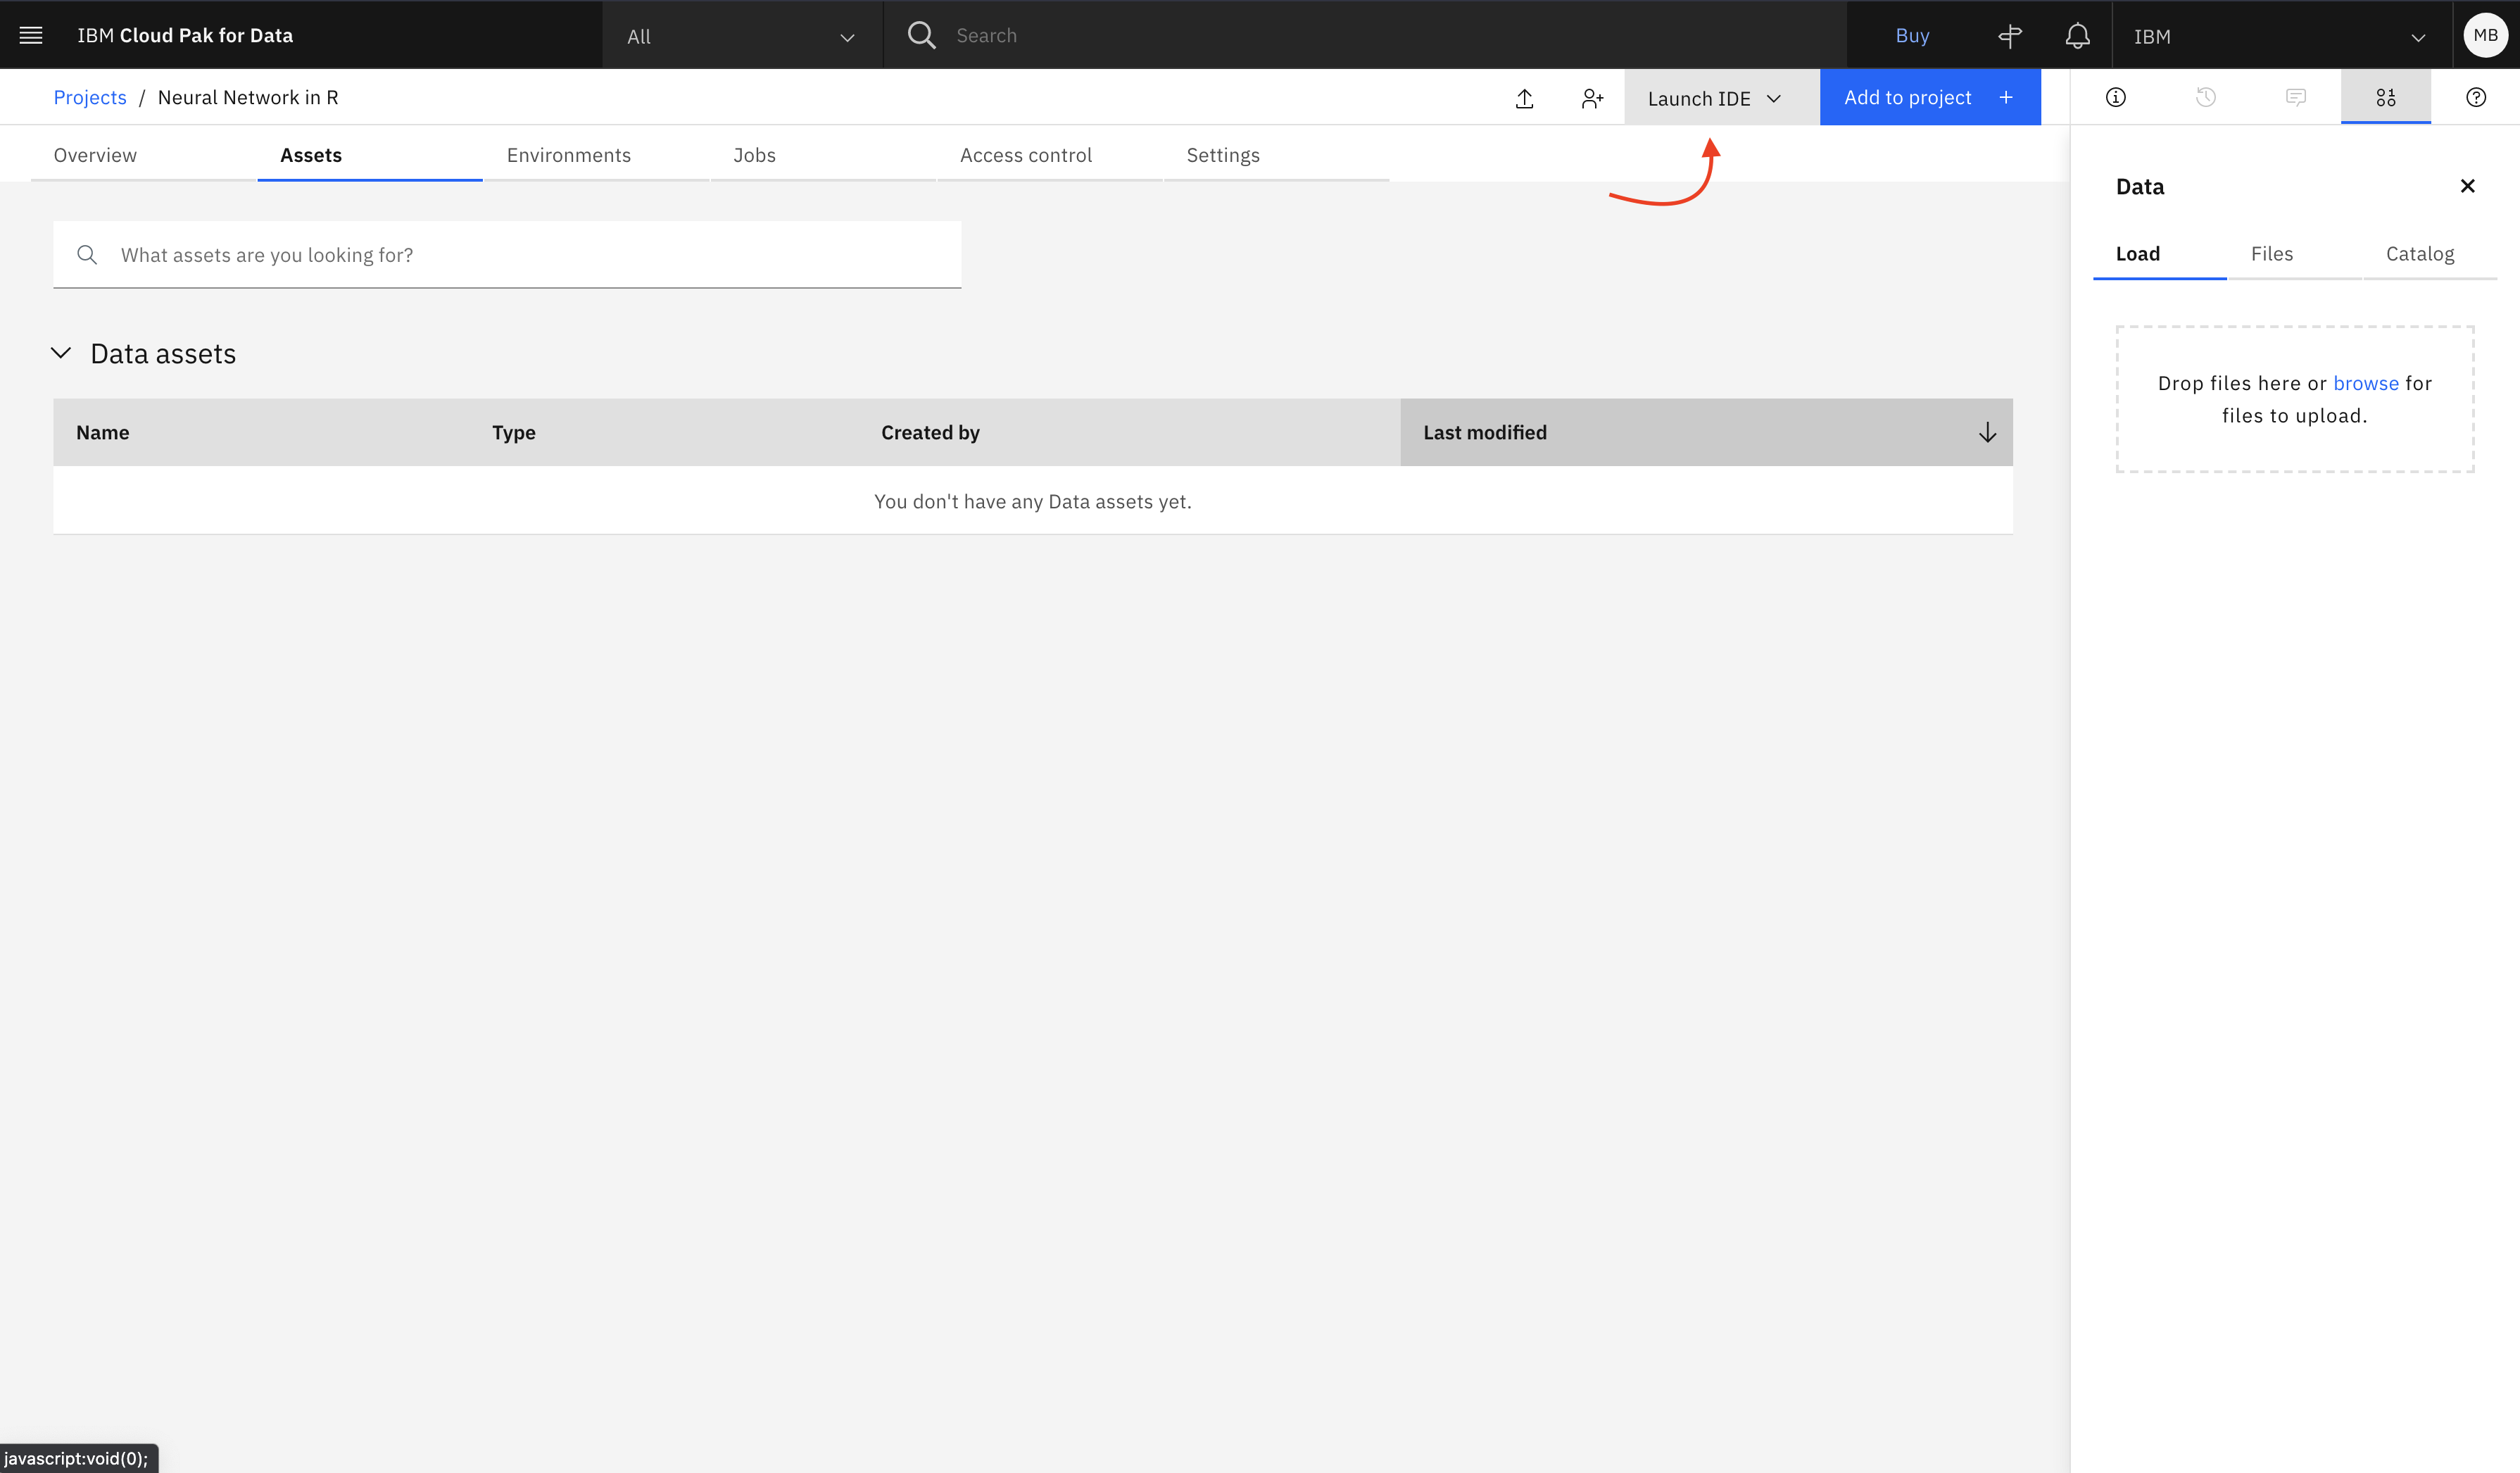 IBM Cloud Pak for Data
All
Search
Buy
IBM
MB
Projects / Neural Network in R
Launch IDE
Add to project +
Overview
Assets
Environments
Jobs
Access control
Settings
What assets are you looking for?
Data assets
Name
Type
Created by
Last modified
You don't have any Data assets yet.
Data
Load
Files
Catalog
Drop files here or browse for
files to upload.
javascript:void(0);